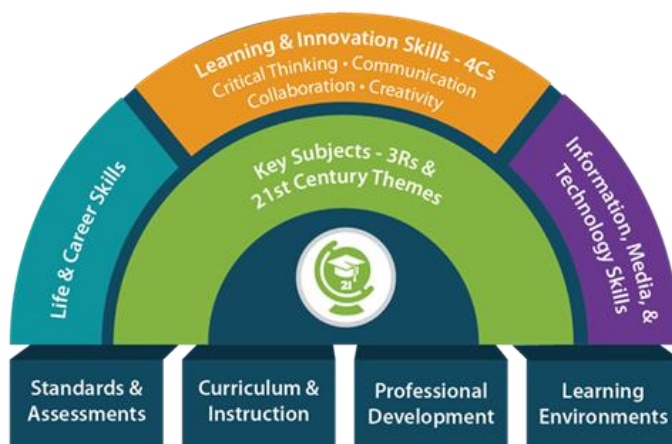 Learning & Innovation Skills - 4Cs
Critical Thinking • Communication
Collaboration • Creativity
Life & Career Skills
Key Subjects - 3Rs &
21st Century Themes
Information, Media, &
Technology Skills
21
Standards &
Assessments
Curriculum &
Instruction
Professional
Development
Learning
Environments